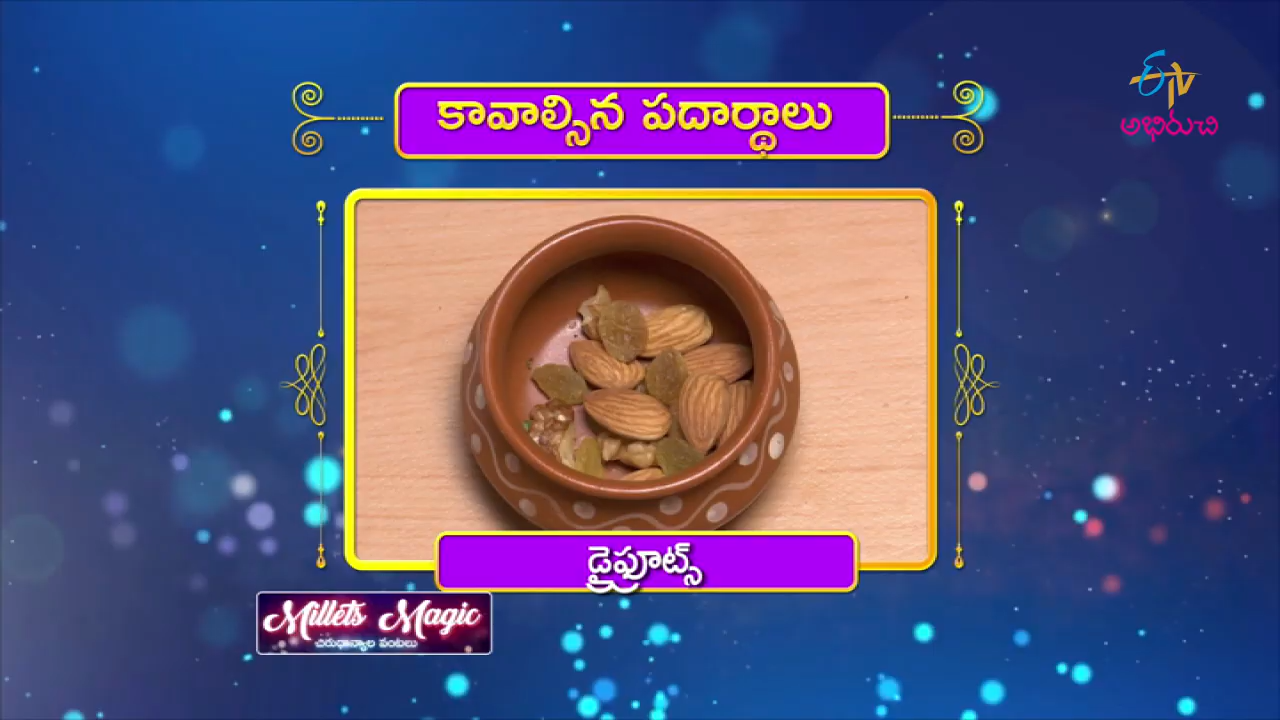 కావాల్సిన పదార్థాలు
ETV
అభిరుచి
డ్రైఫ్రూట్స్
Millets Magic
చిరుధాన్యాల వంటలు